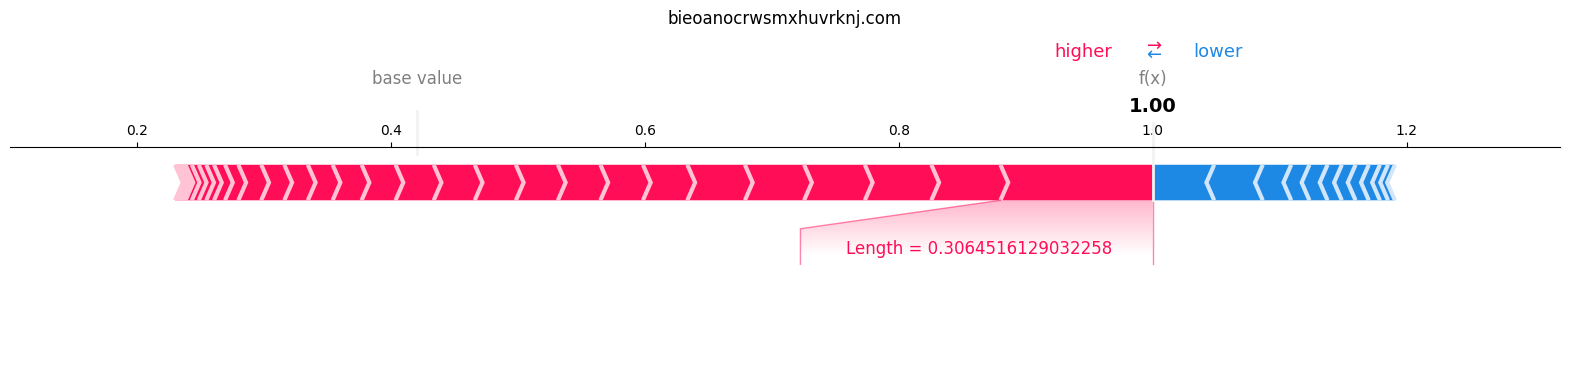 bieoanocrwsmxhuvrknj.com
higher ⇄ lower
base value
f(x)
1.00
0.2 0.4 0.6 0.8 1.0 1.2
Length = 0.3064516129032258